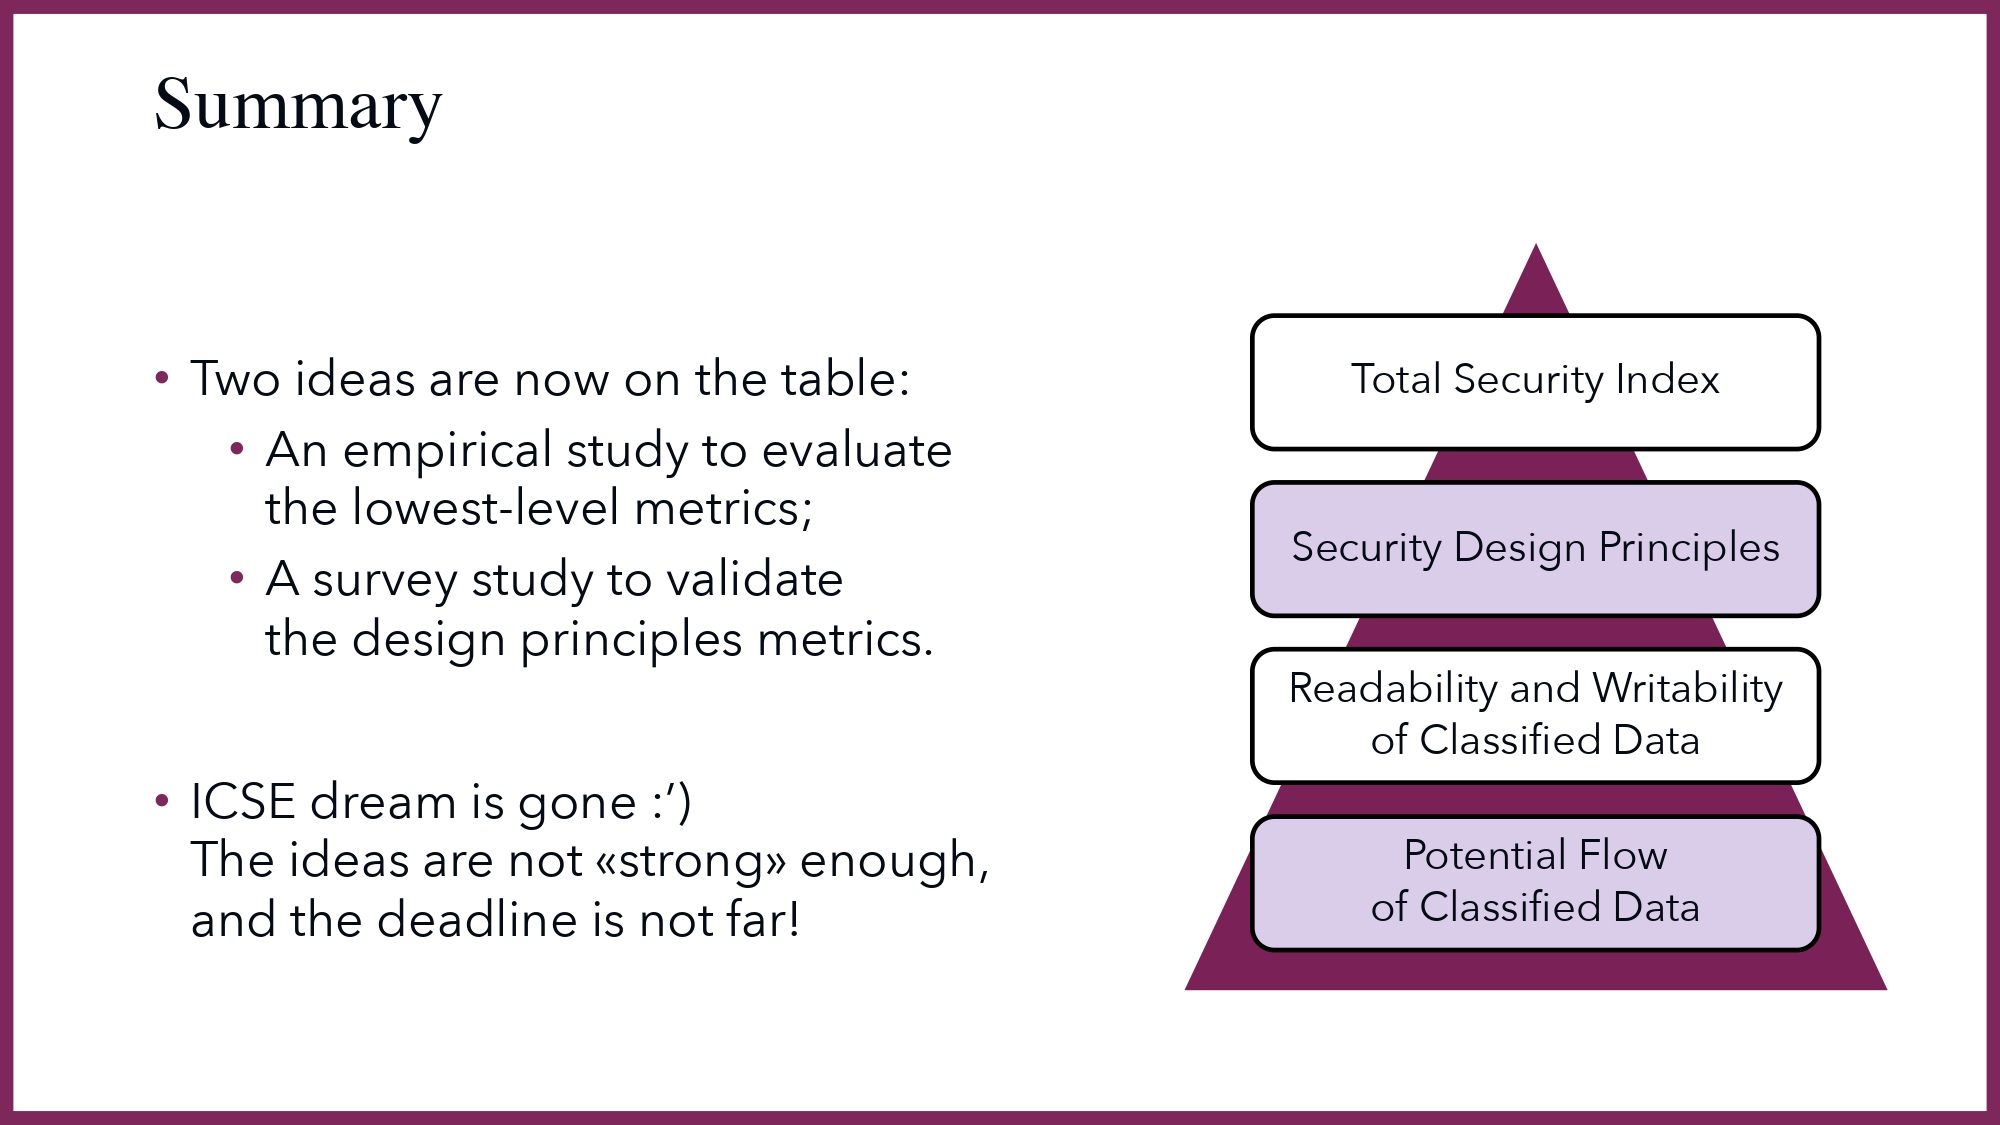 Summary
• Two ideas are now on the table:
• An empirical study to evaluate
the lowest-level metrics;
• A survey study to validate
the design principles metrics.
• ICSE dream is gone :’)
The ideas are not «strong» enough,
and the deadline is not far!
Total Security Index
Security Design Principles
Readability and Writability
of Classified Data
Potential Flow
of Classified Data